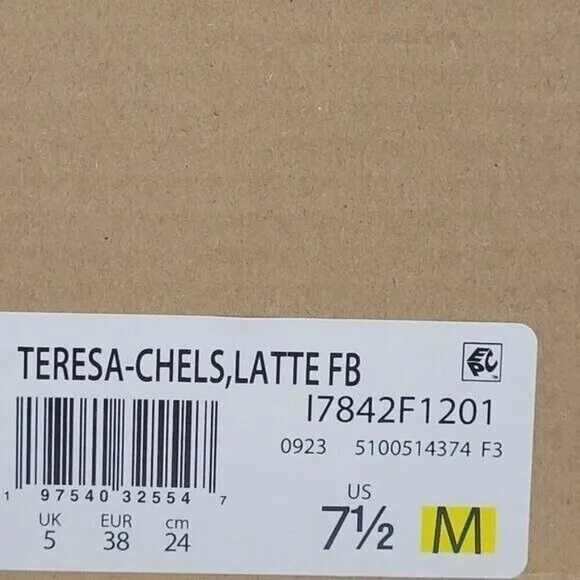 TERESA-CHELS,LATTE FB
EPC
I7842F1201
0923 5100514374 F3
1 97540 32554 7
UK EUR cm
5 38 24
US
7½ M